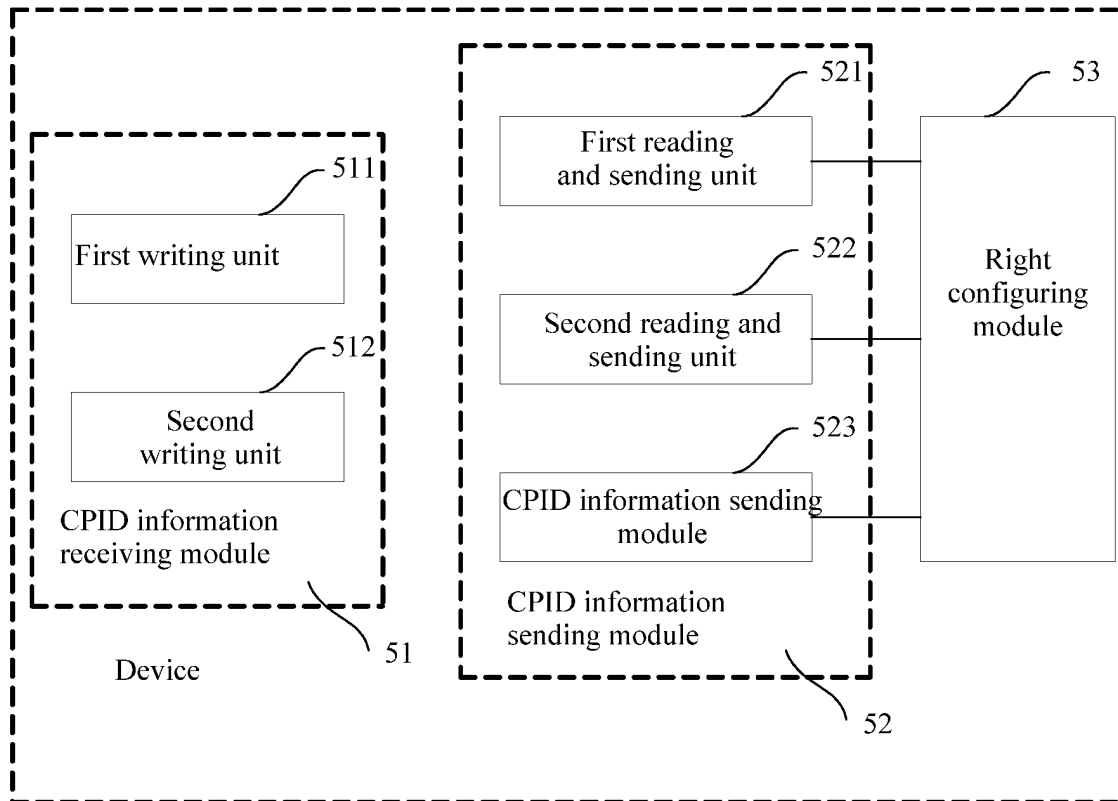 511
First writing unit
512
Second
writing unit
CPID information
receiving module
51
Device
521
First reading
and sending unit
522
Second reading and
sending unit
523
CPID information sending
module
CPID information
sending module
52
53
Right
configuring
module